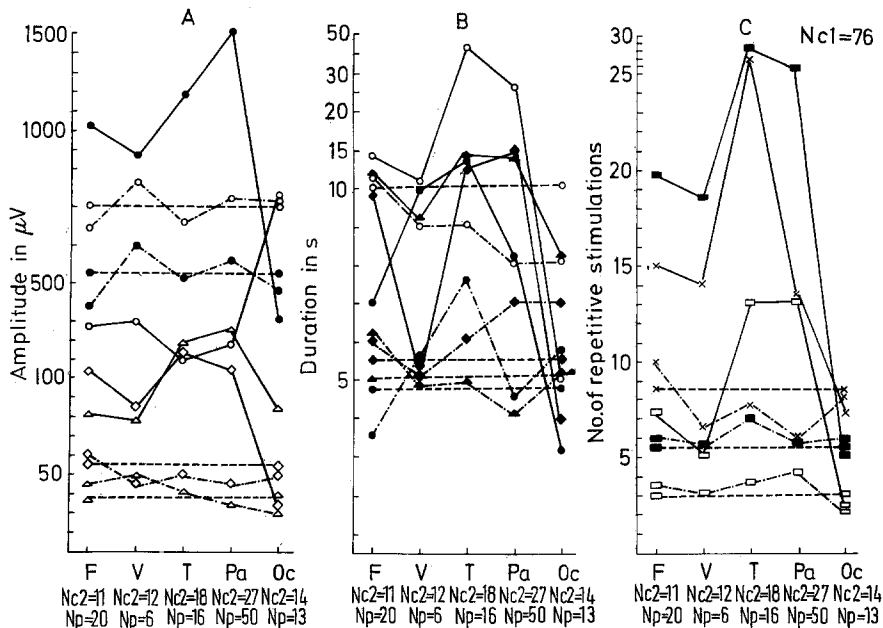 A
B
C
Nc1=76
1500
1000
500
100
50
Amplitude in µV
50
30
20
15
10
5
Duration in s
30
25
20
15
10
5
No.of repetitive stimulations
F V T Pa Oc
Nc2=11 Nc2=12 Nc2=18 Nc2=27 Nc2=14
Np=20 Np=6 Np=16 Np=50 Np=13
F V T Pa Oc
Nc2=11 Nc2=12 Nc2=18 Nc2=27 Nc2=14
Np=20 Np=6 Np=16 Np=50 Np=13
F V T Pa Oc
Nc2=11 Nc2=12 Nc2=18 Nc2=27 Nc2=14
Np=20 Np=6 Np=16 Np=50 Np=13